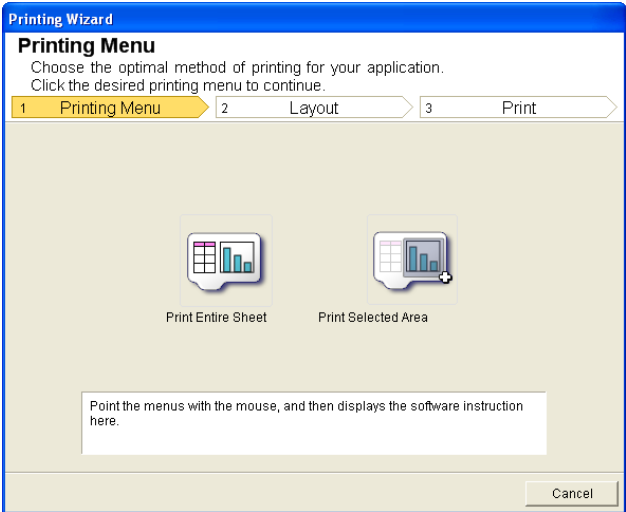 Printing Wizard
Printing Menu
Choose the optimal method of printing for your application.
Click the desired printing menu to continue.
1 Printing Menu 2 Layout 3 Print
Print Entire Sheet Print Selected Area
Point the menus with the mouse, and then displays the software instruction
here.
Cancel